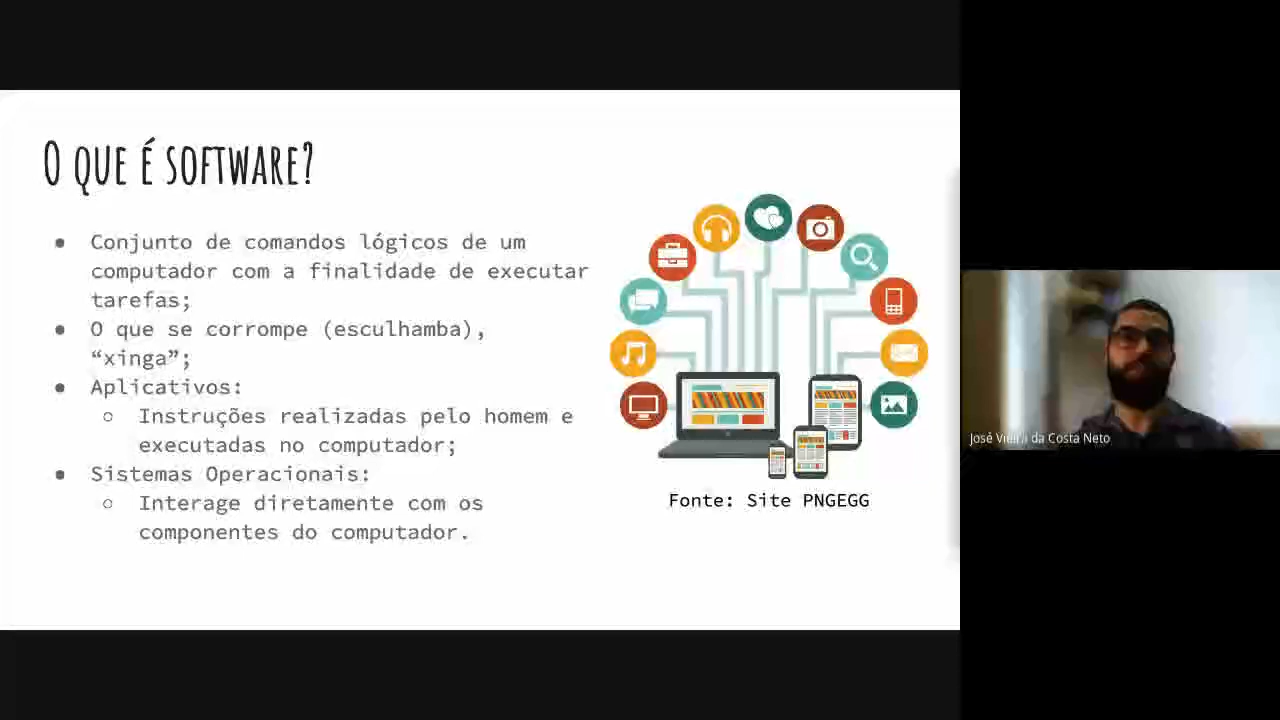 O que é software?
Conjunto de comandos lógicos de um
computador com a finalidade de executar
tarefas;
O que se corrompe (esculhamba),
“xinga”;
Aplicativos:
Instruções realizadas pelo homem e
executadas no computador;
Sistemas Operacionais:
Interage diretamente com os
componentes do computador.
Fonte: Site PNGEGG
José Vieira da Costa Neto